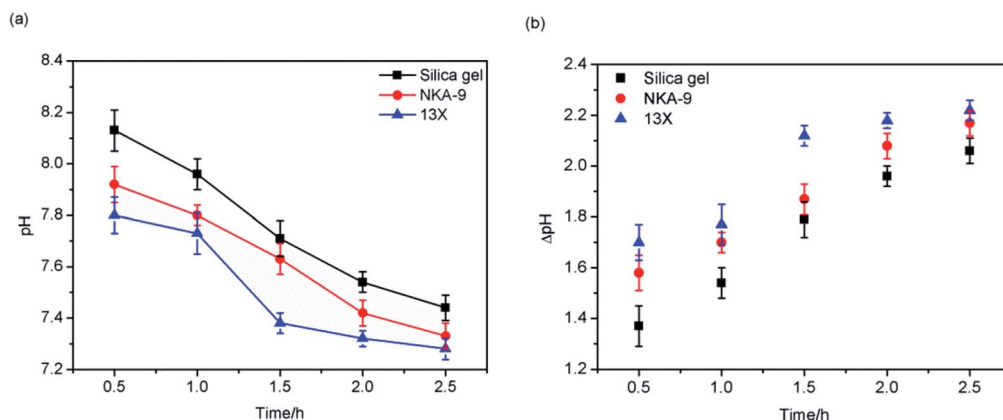 (a)
8.4
8.2
8.0
7.8
7.6
7.4
7.2
pH
0.5 1.0 1.5 2.0 2.5
Time/h
Silica gel
NKA-9
13X
(b)
2.4
2.2
2.0
1.8
1.6
1.4
1.2
ΔpH
0.5 1.0 1.5 2.0 2.5
Time/h
Silica gel
NKA-9
13X